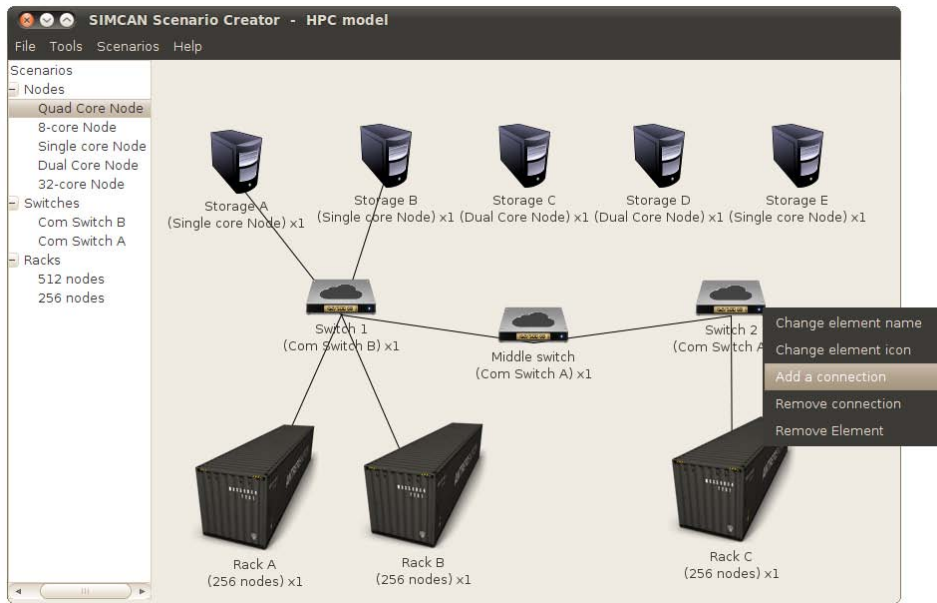 SIMCAN Scenario Creator - HPC model
File Tools Scenarios Help
Scenarios
Nodes
Quad Core Node
8-core Node
Single core Node
Dual Core Node
32-core Node
Switches
Com Switch B
Com Switch A
Racks
512 nodes
256 nodes
Storage A
(Single core Node) x1
Storage B
(Single core Node) x1
Storage C
(Dual Core Node) x1
Storage D
(Dual Core Node) x1
Storage E
(Single core Node) x1
Switch 1
(Com Switch B) x1
Middle switch
(Com Switch A) x1
Switch 2
(Com Switch A
Change element name
Change element icon
Add a connection
Remove connection
Remove Element
Rack A
(256 nodes) x1
Rack B
(256 nodes) x1
Rack C
(256 nodes) x1